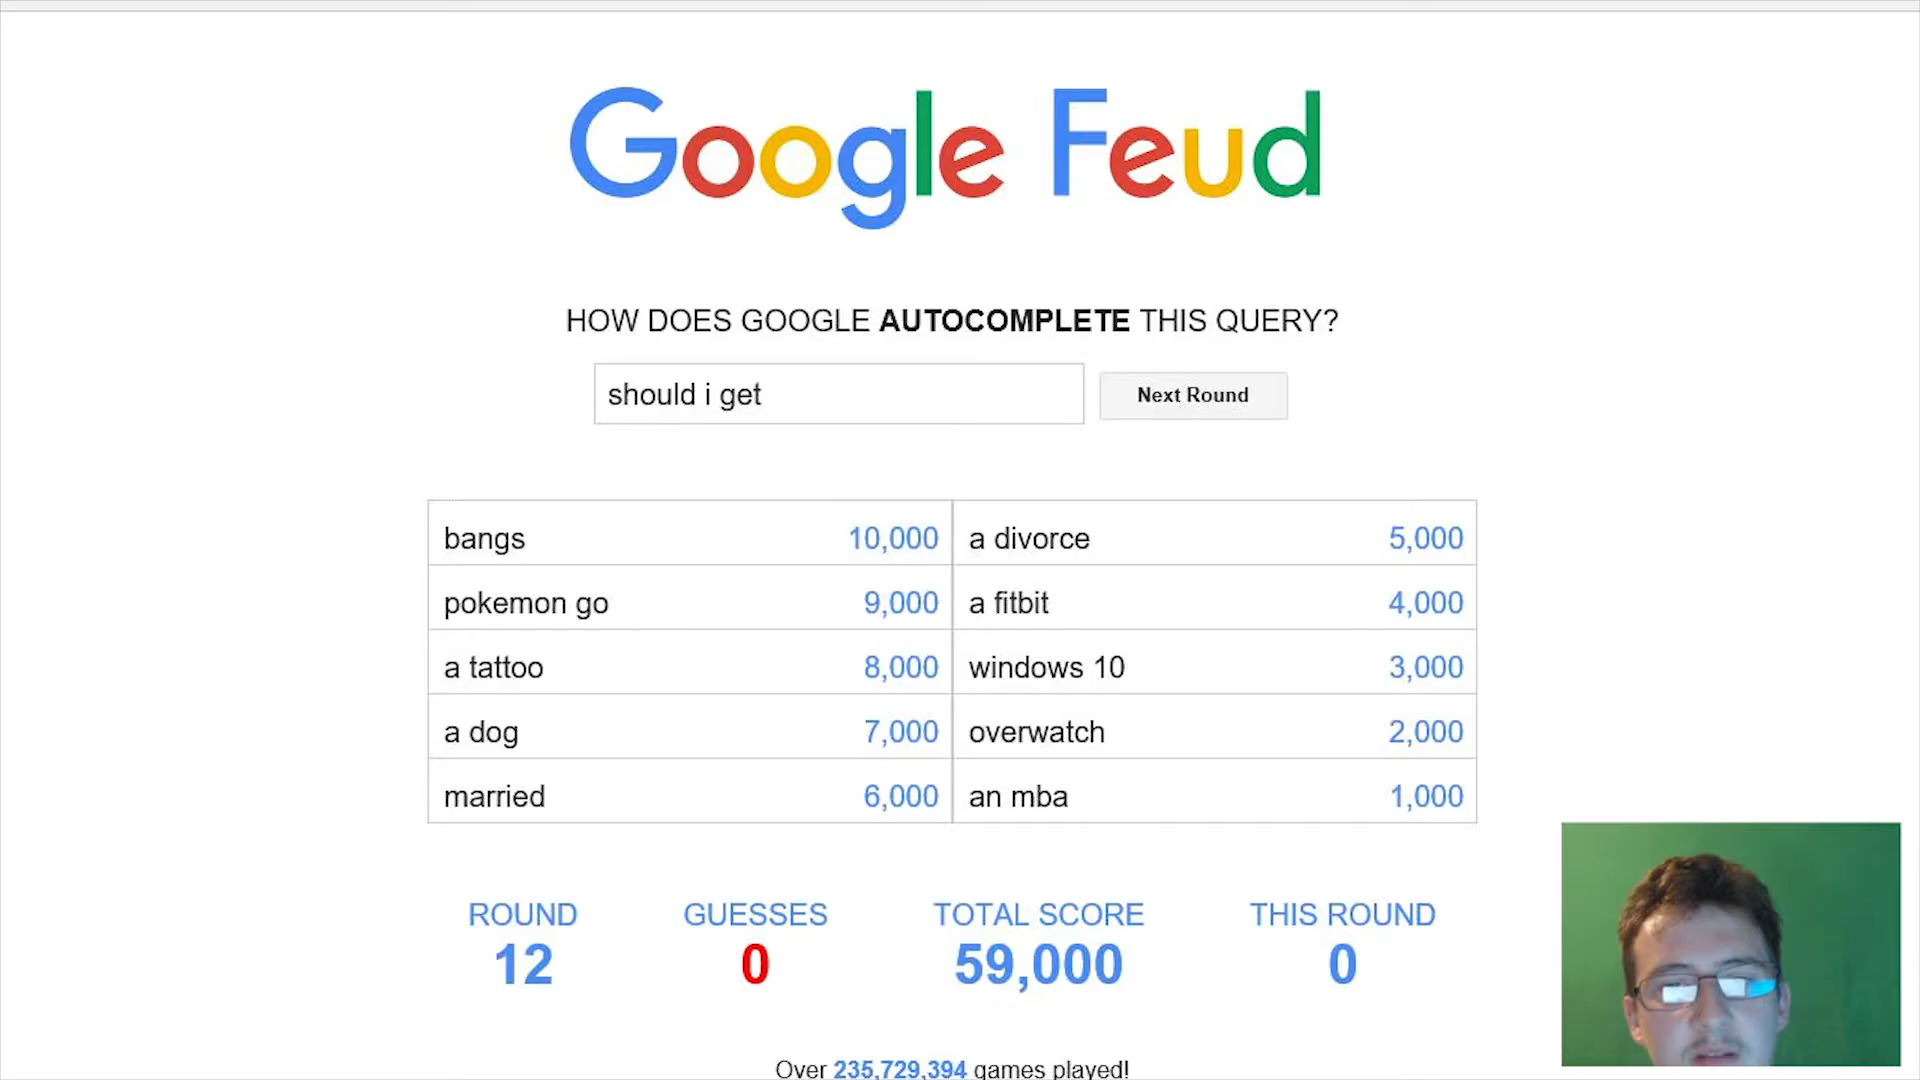 Google Feud
HOW DOES GOOGLE AUTOCOMPLETE THIS QUERY?
should i get
Next Round
bangs 10,000
a divorce 5,000
pokemon go 9,000
a fitbit 4,000
a tattoo 8,000
windows 10 3,000
a dog 7,000
overwatch 2,000
married 6,000
an mba 1,000
ROUND GUESSES TOTAL SCORE THIS ROUND
12 0 59,000 0
Over 235,729,394 games played!